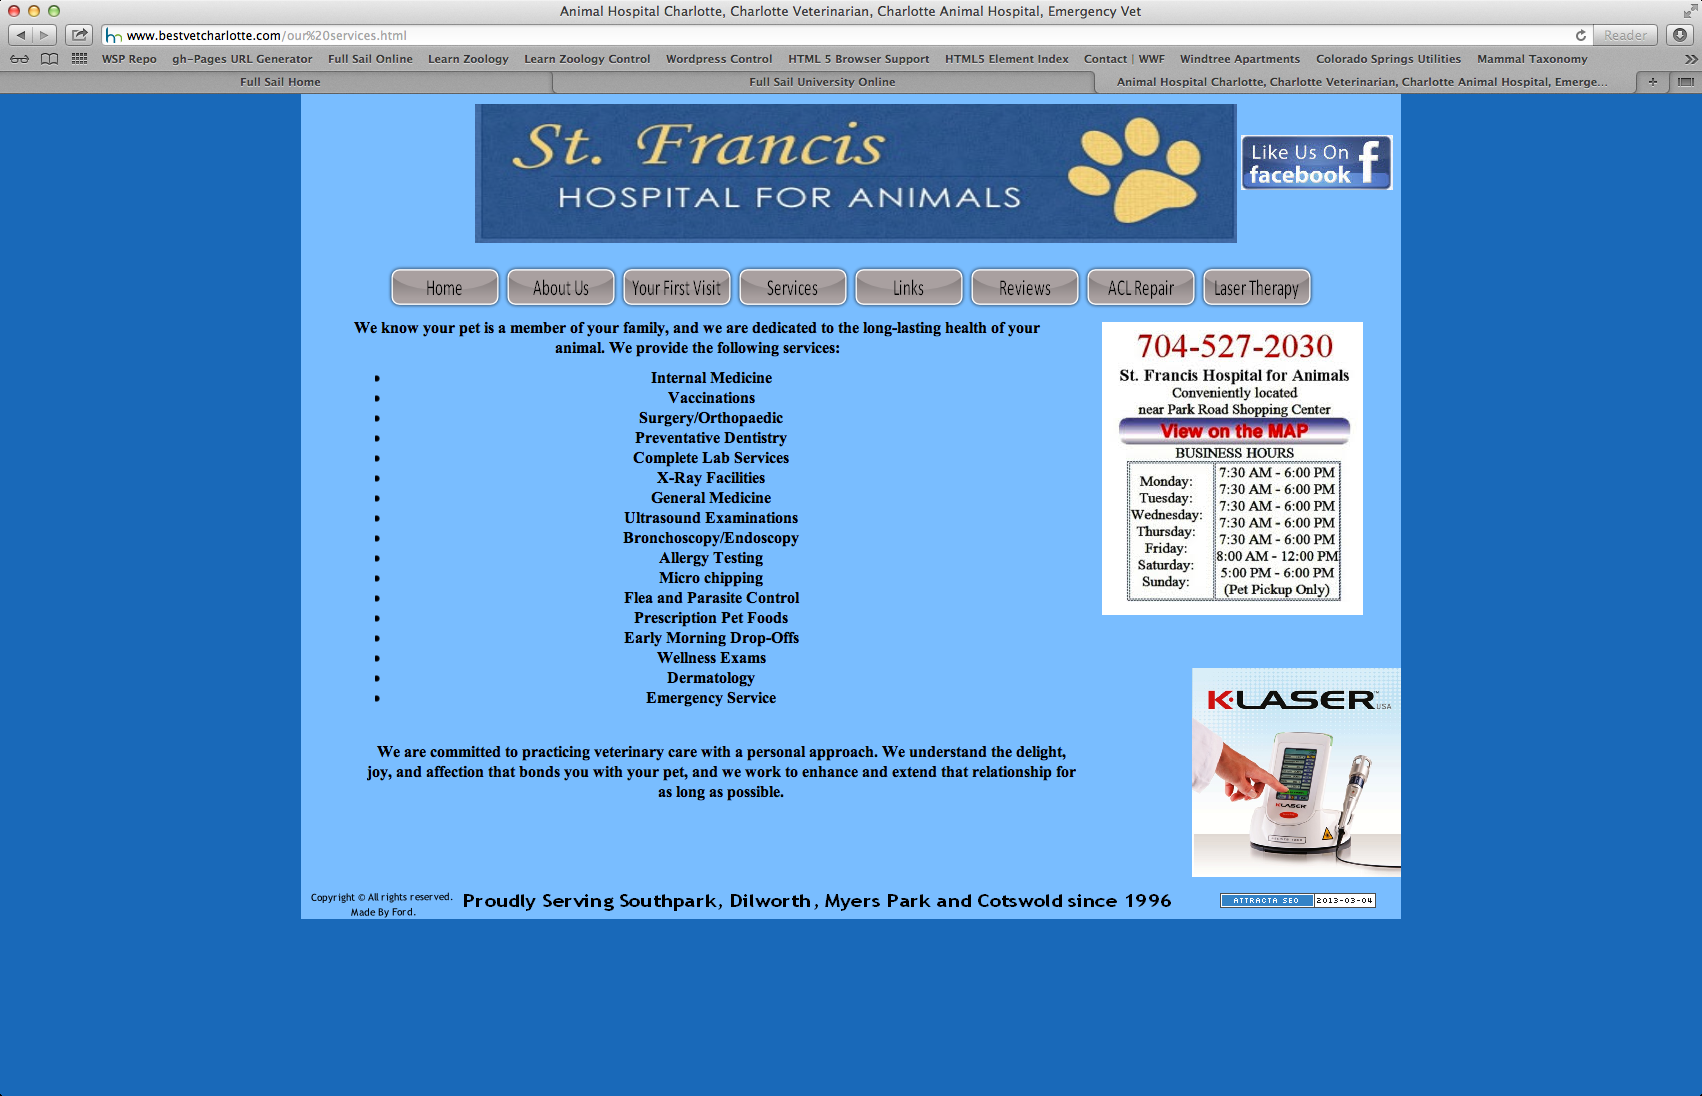 Animal Hospital Charlotte, Charlotte Veterinarian, Charlotte Animal Hospital, Emergency Vet
www.bestvetcharlotte.com/our%20services.html
Reader
WSP Repo gh-Pages URL Generator Full Sail Online Learn Zoology Learn Zoology Control Wordpress Control HTML 5 Browser Support HTML5 Element Index Contact | WWF Windtree Apartments Colorado Springs Utilities Mammal Taxonomy
Full Sail Home Full Sail University Online Animal Hospital Charlotte, Charlotte Veterinarian, Charlotte Animal Hospital, Emerge...
St. Francis
HOSPITAL FOR ANIMALS
Like Us On
facebook
Home About Us Your First Visit Services Links Reviews ACL Repair Laser Therapy
We know your pet is a member of your family, and we are dedicated to the long-lasting health of your
animal. We provide the following services:
• Internal Medicine
• Vaccinations
• Surgery/Orthopaedic
• Preventative Dentistry
• Complete Lab Services
• X-Ray Facilities
• General Medicine
• Ultrasound Examinations
• Bronchoscopy/Endoscopy
• Allergy Testing
• Micro chipping
• Flea and Parasite Control
• Prescription Pet Foods
• Early Morning Drop-Offs
• Wellness Exams
• Dermatology
• Emergency Service
We are committed to practicing veterinary care with a personal approach. We understand the delight,
joy, and affection that bonds you with your pet, and we work to enhance and extend that relationship for
as long as possible.
704-527-2030
St. Francis Hospital for Animals
Conveniently located
near Park Road Shopping Center
View on the MAP
BUSINESS HOURS
Monday:
Tuesday:
Wednesday:
Thursday:
Friday:
Saturday:
Sunday:
7:30 AM - 6:00 PM
7:30 AM - 6:00 PM
7:30 AM - 6:00 PM
7:30 AM - 6:00 PM
7:30 AM - 6:00 PM
8:00 AM - 12:00 PM
5:00 PM - 6:00 PM
(Pet Pickup Only)
K-LASER USA
K-LASER
Copyright © All rights reserved.
Made By Ford.
Proudly Serving Southpark, Dilworth, Myers Park and Cotswold since 1996
ATTRACTA SEO 2013-03-04